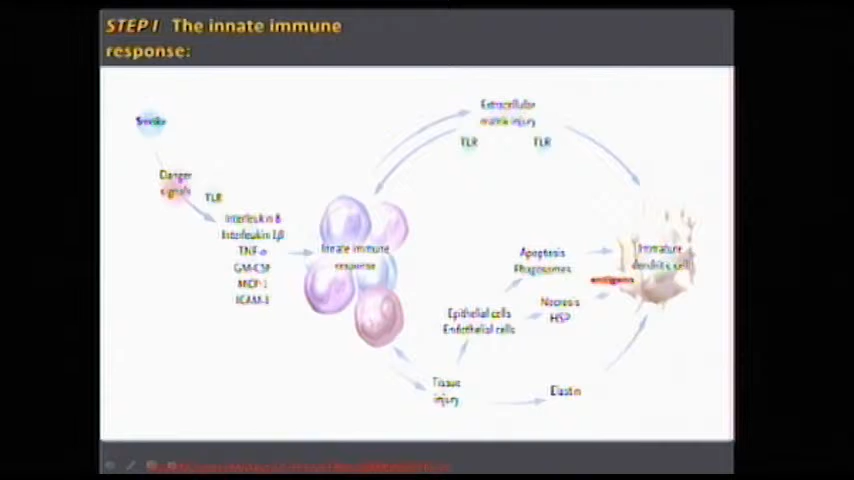 STEP I The innate immune
response:
Smoke
Danger
signals
TLR
Interleukin 8
Interleukin 1β
TNF-α
GM-CSF
MCP-1
ICAM-1
Innate immune
response
Extracellular
matrix injury
TLR
TLR
Apoptosis
Phagosomes
Immature
dendritic cell
antigens
Necrosis
HSP
Epithelial cells
Endothelial cells
Tissue
injury
Elastin